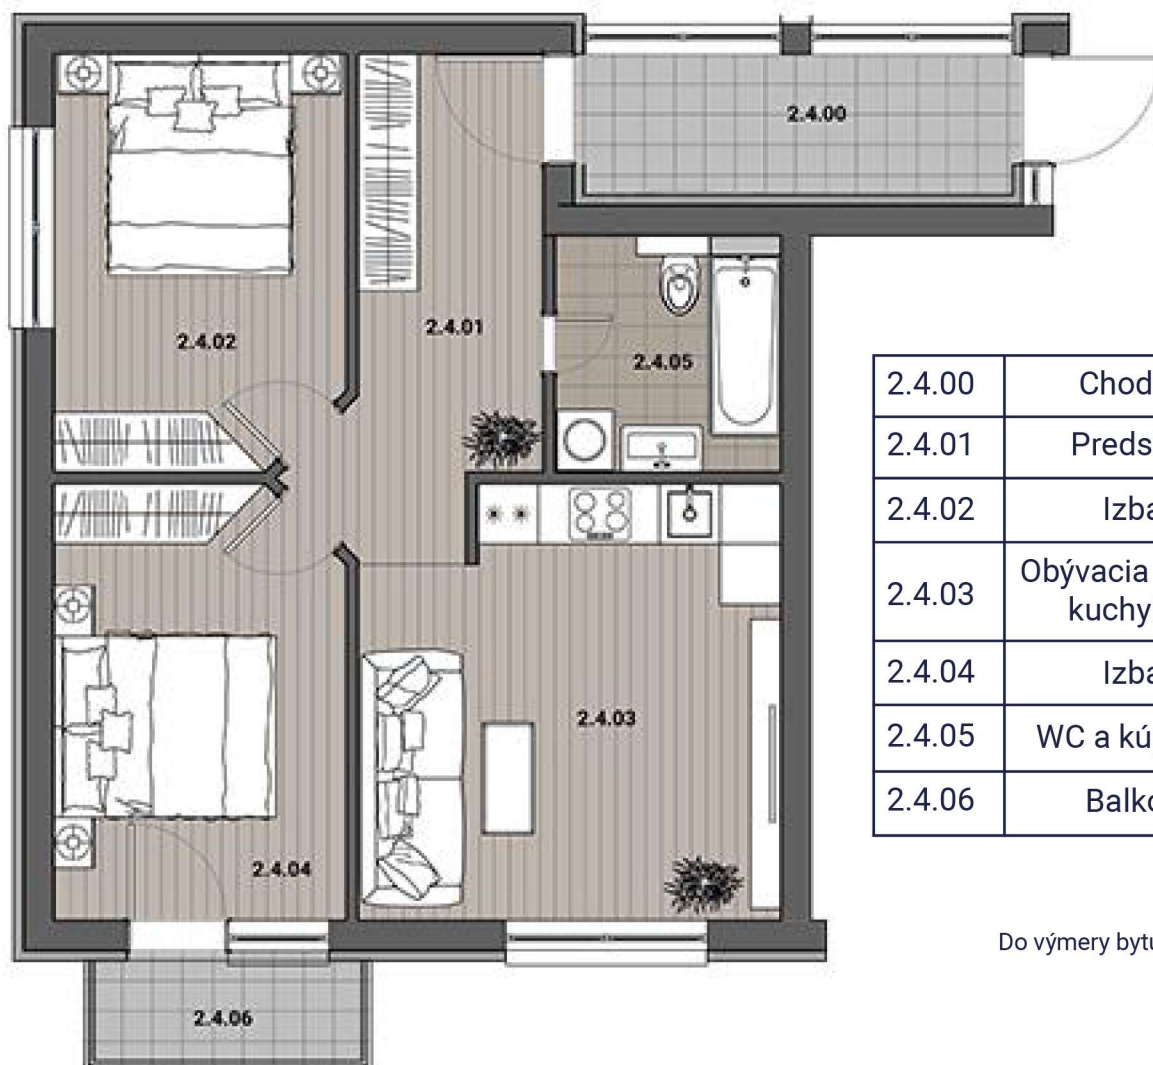 2.4.00
2.4.02
2.4.01
2.4.05
2.4.03
2.4.04
2.4.06
2.4.00 Chod
2.4.01 Preds
2.4.02 Izba
2.4.03 Obývacia
kuchy
2.4.04 Izba
2.4.05 WC a kú
2.4.06 Balko
Do výmery bytu